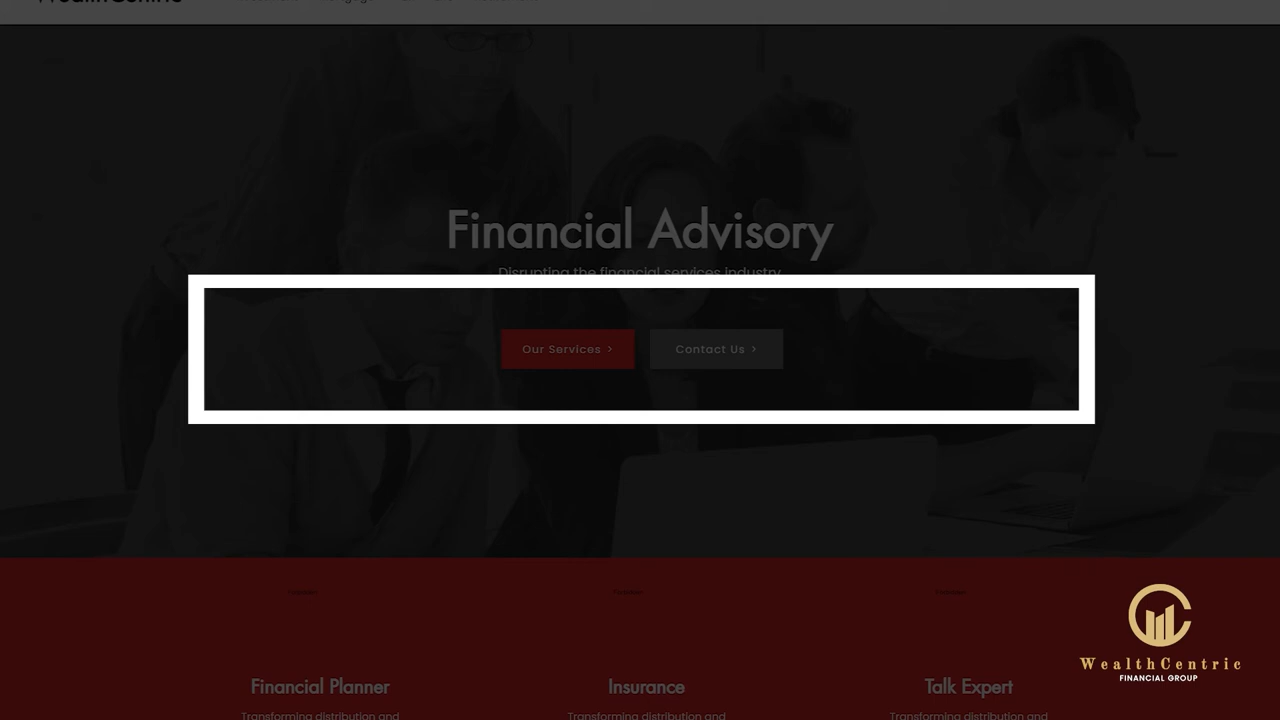 WealthCentric
Financial Advisory
Disrupting the financial services industry
Our Services >
Contact Us >
Financial Planner
Insurance
Talk Expert
Transforming distribution and
Transforming distribution and
Transforming distribution and
WealthCentric
FINANCIAL GROUP